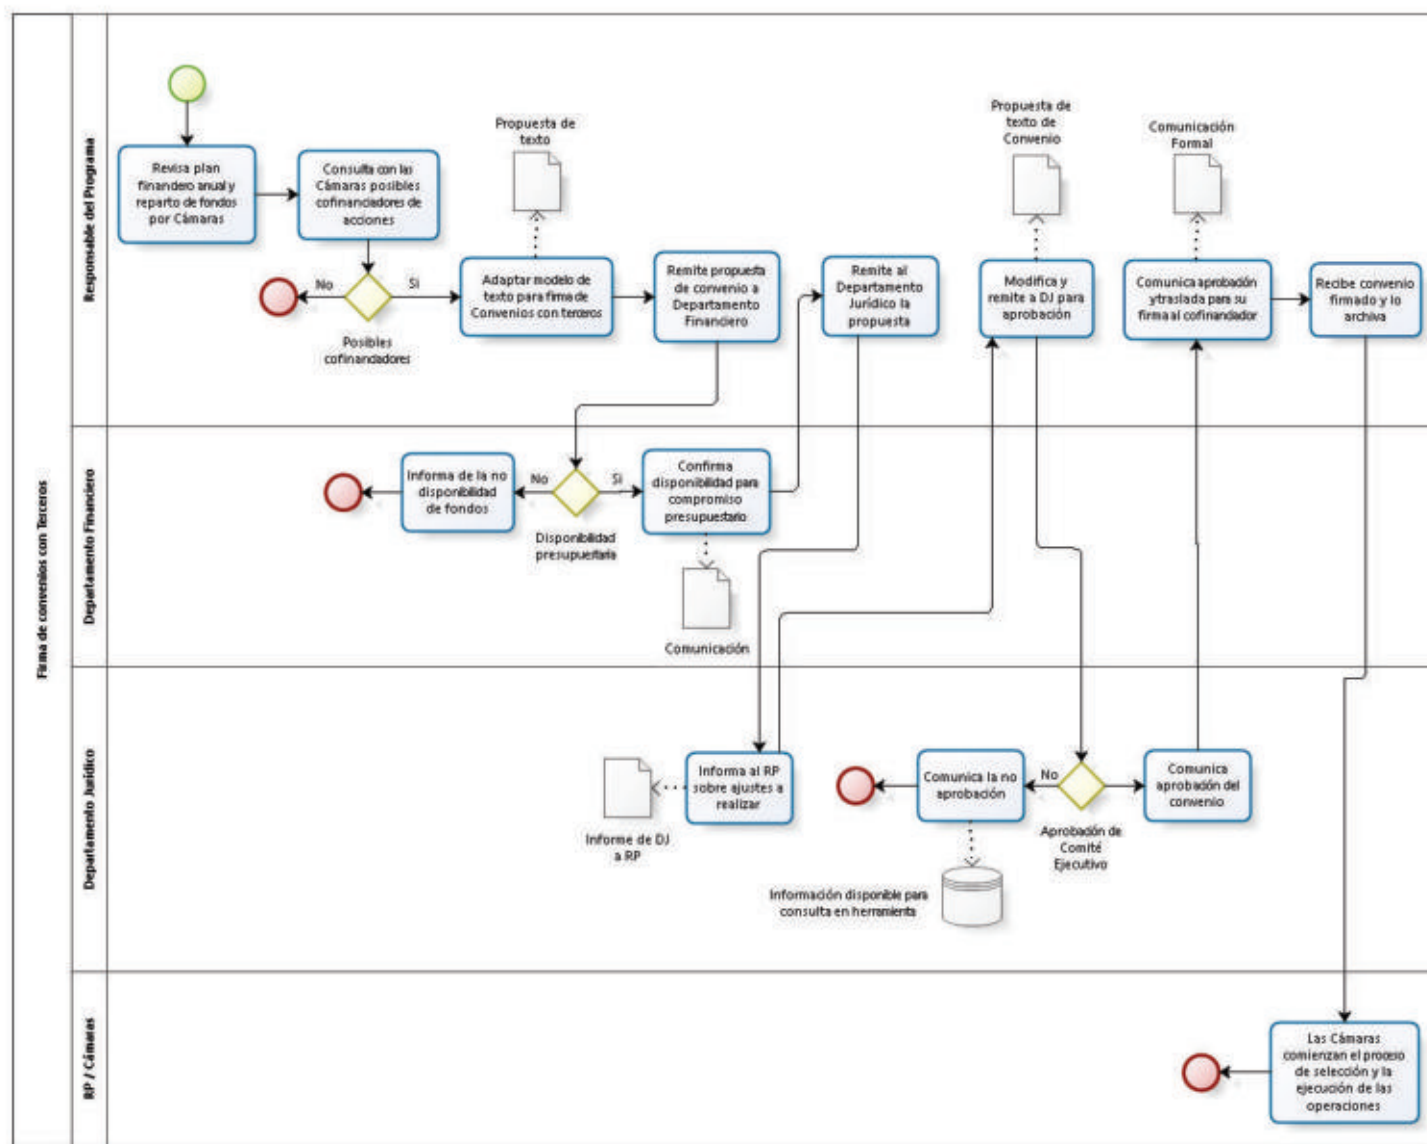 Firma de convenios con Terceros
Responsable del Programa
Revisa plan
financiero anual y
reparto de fondos
por Cámaras
Consulta con las
Cámaras posibles
cofinanciadores de
acciones
No
Si
Posibles
cofinanciadores
Propuesta de
texto
Adaptar modelo de
texto para firma de
Convenios con terceros
Remite propuesta
de convenio a
Departamento
Financiero
Remite al
Departamento
Jurídico la
propuesta
Propuesta de
texto de
Convenio
Modifica y
remite a DJ para
aprobación
Comunicación
Formal
Comunica aprobación
ytraslada para su
firma al cofinanciador
Recibe convenio
firmado y lo
archiva
Departamento Financiero
Informa de la no
disponibilidad
de fondos
No
Si
Disponibilidad
presupuestaria
Confirma
disponibilidad para
compromiso
presupuestario
Comunicación
Departamento Jurídico
Informe de DJ
a RP
Informa al RP
sobre ajustes a
realizar
Comunica la no
aprobación
No
Aprobación de
Comité
Ejecutivo
Comunica
aprobación del
convenio
Información disponible para
consulta en herramienta
RP / Cámaras
Las Cámaras
comienzan el proceso
de selección y la
ejecución de las
operaciones